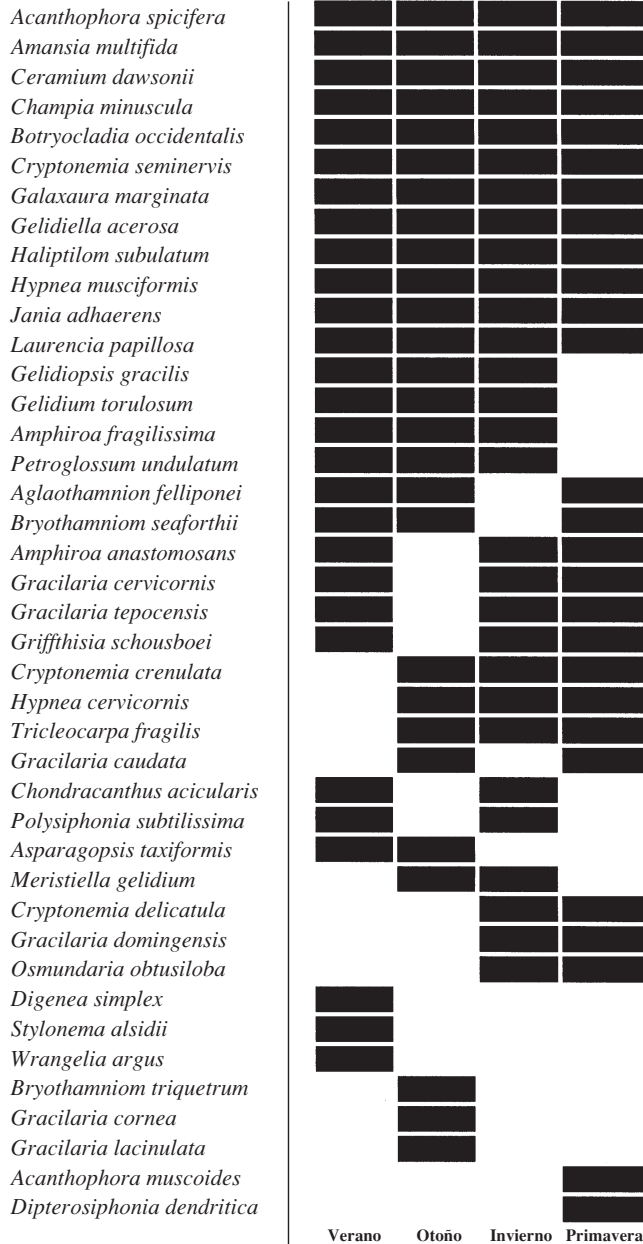 Acanthophora spicifera
Amansia multifida
Ceramium dawsonii
Champia minuscula
Botryocladia occidentalis
Cryptonemia seminervis
Galaxaura marginata
Gelidiella acerosa
Haliptilom subulatum
Hypnea musciformis
Jania adhaerens
Laurencia papillosa
Gelidiopsis gracilis
Gelidium torulosum
Amphiroa fragilissima
Petroglossum undulatum
Aglaothamnion felliponei
Bryothamniom seaforthii
Amphiroa anastomosans
Gracilaria cervicornis
Gracilaria tepocensis
Griffthisia schousboei
Cryptonemia crenulata
Hypnea cervicornis
Tricleocarpa fragilis
Gracilaria caudata
Chondracanthus acicularis
Polysiphonia subtilissima
Asparagopsis taxiformis
Meristiella gelidium
Cryptonemia delicatula
Gracilaria domingensis
Osmundaria obtusiloba
Digenea simplex
Stylonema alsidii
Wrangelia argus
Bryothamniom triquetrum
Gracilaria cornea
Gracilaria lacinulata
Acanthophora muscoides
Dipterosiphonia dendritica
Verano Otoño Invierno Primavera